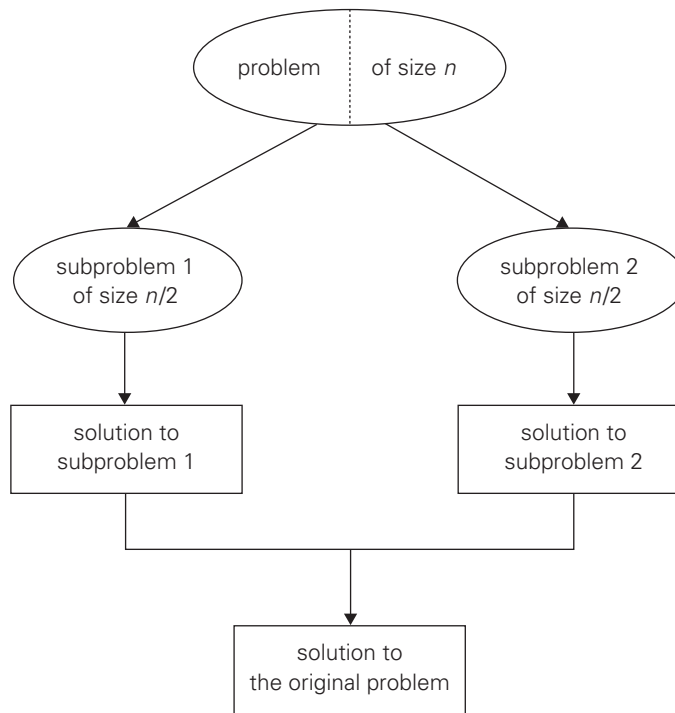 problem of size n
subproblem 1
of size n/2
subproblem 2
of size n/2
solution to
subproblem 1
solution to
subproblem 2
solution to
the original problem